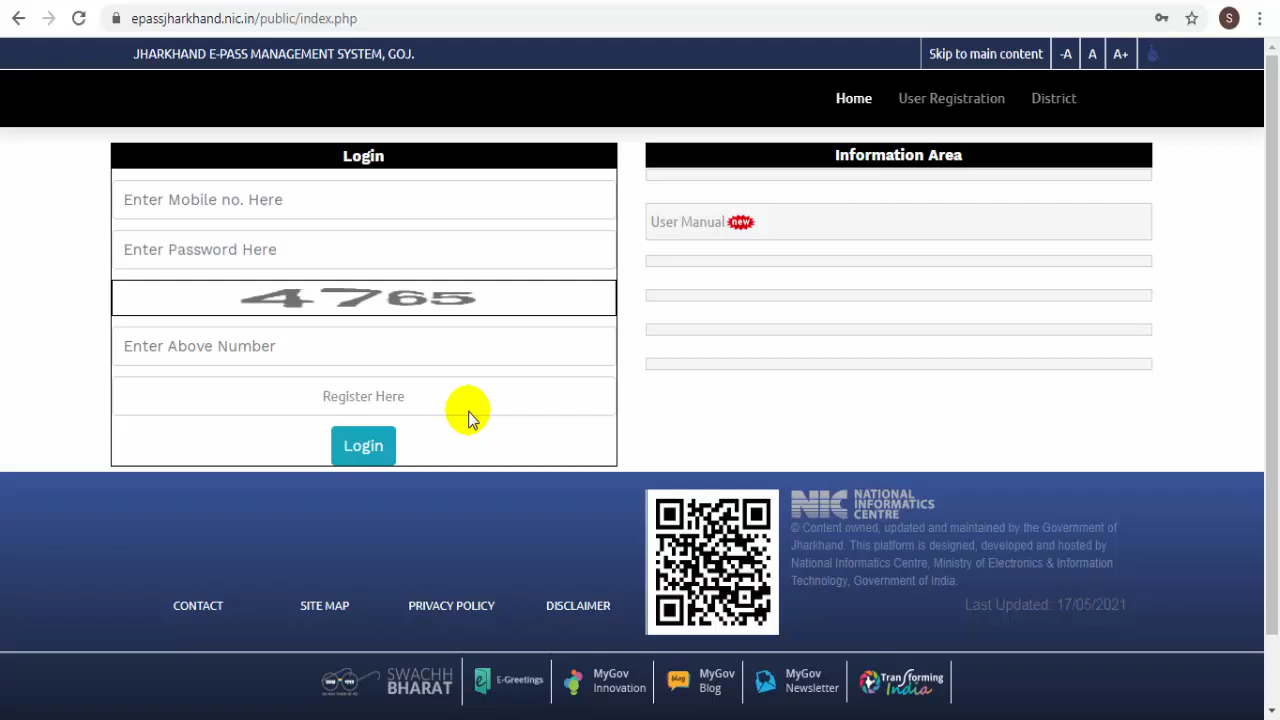 epassjharkhand.nic.in/public/index.php
S
JHARKHAND E-PASS MANAGEMENT SYSTEM, GOJ.
Skip to main content
-A
A
A+
Home
User Registration
District
Login
Enter Mobile no. Here
Enter Password Here
4765
Enter Above Number
Register Here
Login
Information Area
User Manual new
CONTACT
SITE MAP
PRIVACY POLICY
DISCLAIMER
NIC NATIONAL
INFORMATICS
CENTRE
© Content owned, updated and maintained by the Government of
Jharkhand. This platform is designed, developed and hosted by
National Informatics Centre, Ministry of Electronics & Information
Technology, Government of India.
Last Updated: 17/05/2021
SWACHH
BHARAT
E-Greetings
MyGov
Innovation
blog
MyGov
Blog
MyGov
Newsletter
Transforming
India